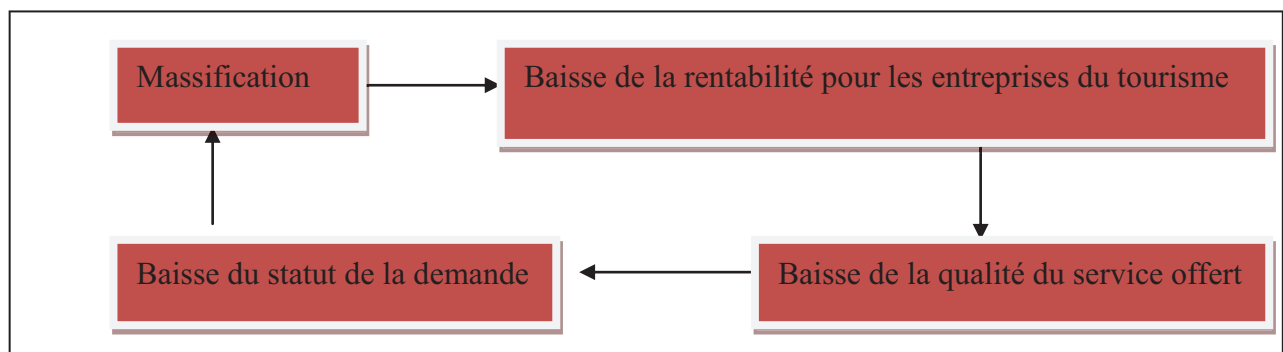 Massification
Baisse de la rentabilité pour les entreprises du tourisme
Baisse du statut de la demande
Baisse de la qualité du service offert